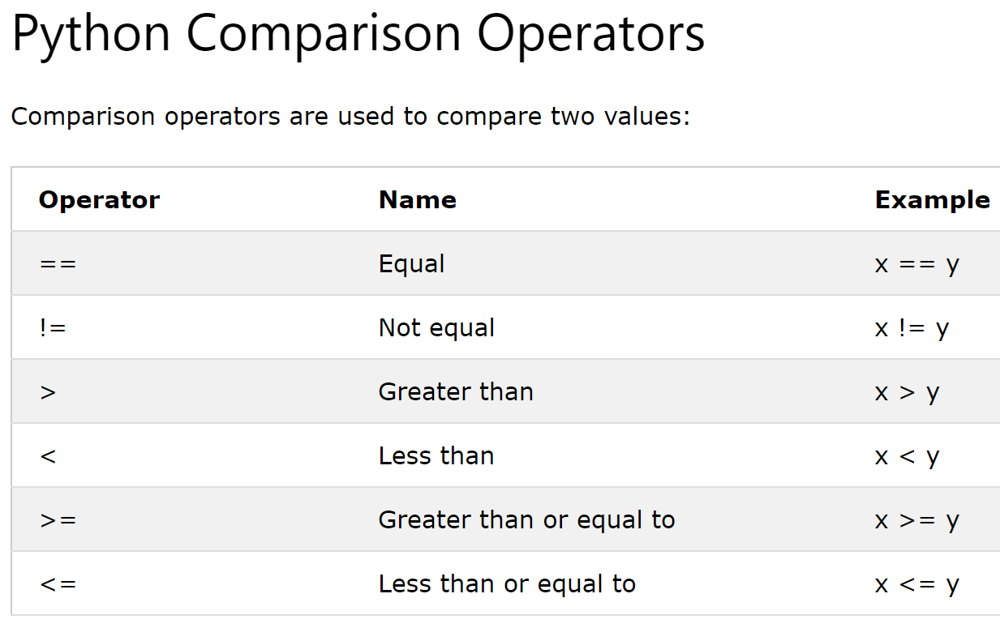 Python Comparison Operators
Comparison operators are used to compare two values:
Operator Name Example
== Equal x == y
!= Not equal x != y
> Greater than x > y
< Less than x < y
>= Greater than or equal to x >= y
<= Less than or equal to x <= y